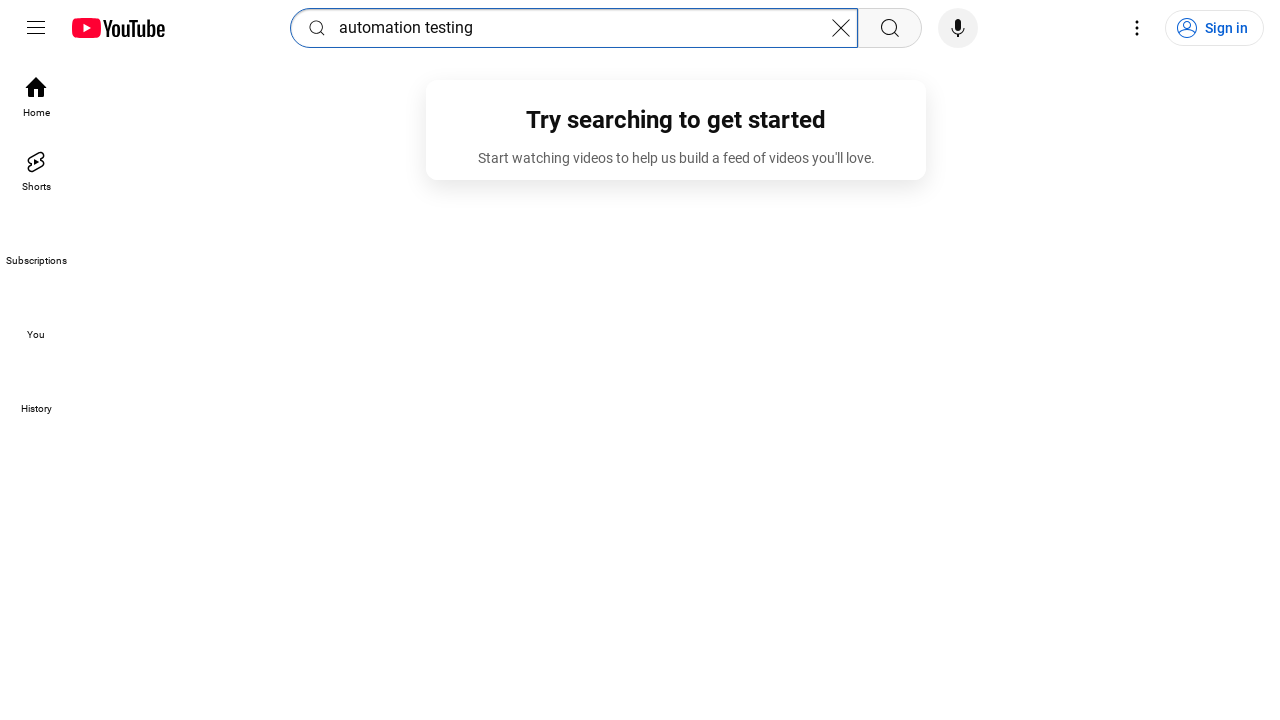 YouTube
automation testing
Sign in
Home
Shorts
Subscriptions
You
History
Try searching to get started
Start watching videos to help us build a feed of videos you'll love.